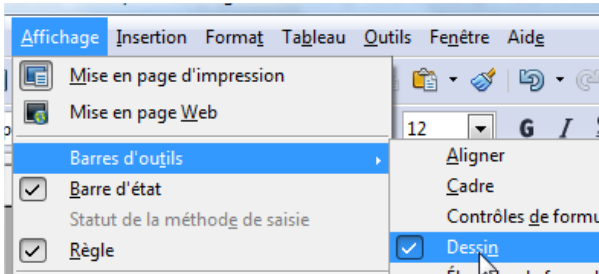 Affichage Insertion Format Tableau Outils Fenêtre Aide
Mise en page d'impression
Mise en page Web
12 G I
Barres d'outils
Aligner
Barre d'état
Cadre
Statut de la méthode de saisie
Contrôles de formu
Règle
Dessin